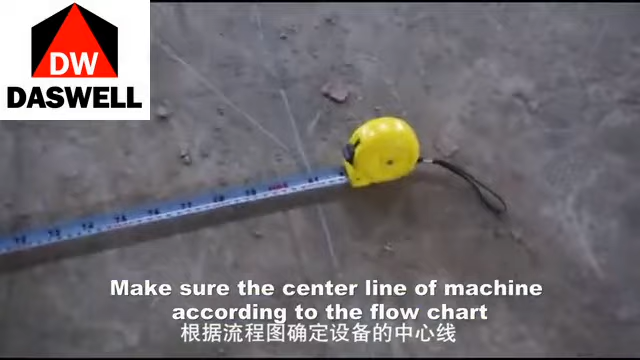 DW
DASWELL
Make sure the center line of machine
according to the flow chart
根据流程图确定设备的中心线